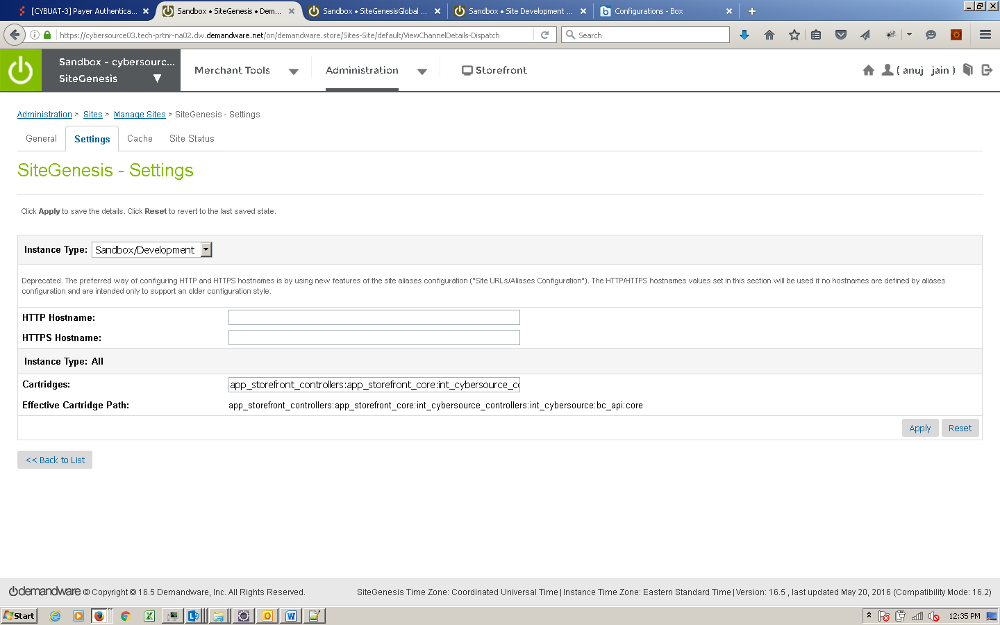 [CYBUAT-3] Payer Authentica...
Sandbox • SiteGenesis • Dem...
Sandbox • SiteGenesisGlobal ...
Sandbox • Site Development ...
Configurations - Box
https://cybersource03.tech-prtnr-na02.dw.demandware.net/on/demandware.store/Sites-Site/default/ViewChannelDetails-Dispatch
Search
Sandbox - cybersourc...
SiteGenesis
Merchant Tools
Administration
Storefront
( anuj jain )
Administration > Sites > Manage Sites > SiteGenesis - Settings
General Settings Cache Site Status
SiteGenesis - Settings
Click Apply to save the details. Click Reset to revert to the last saved state.
Instance Type: Sandbox/Development
Deprecated. The preferred way of configuring HTTP and HTTPS hostnames is by using new features of the site aliases configuration ("Site URLs/Aliases Configuration"). The HTTP/HTTPS hostnames values set in this section will be used if no hostnames are defined by aliases
configuration and are intended only to support an older configuration style.
HTTP Hostname:
HTTPS Hostname:
Instance Type: All
Cartridges: app_storefront_controllers:app_storefront_core:int_cybersource_co
Effective Cartridge Path: app_storefront_controllers:app_storefront_core:int_cybersource_controllers:int_cybersource:bc_api:core
Apply Reset
<< Back to List
demandware © Copyright © 16.5 Demandware, Inc. All Rights Reserved.
SiteGenesis Time Zone: Coordinated Universal Time | Instance Time Zone: Eastern Standard Time | Version: 16.5 , last updated May 20, 2016 (Compatibility Mode: 16.2)
Start
12:35 PM